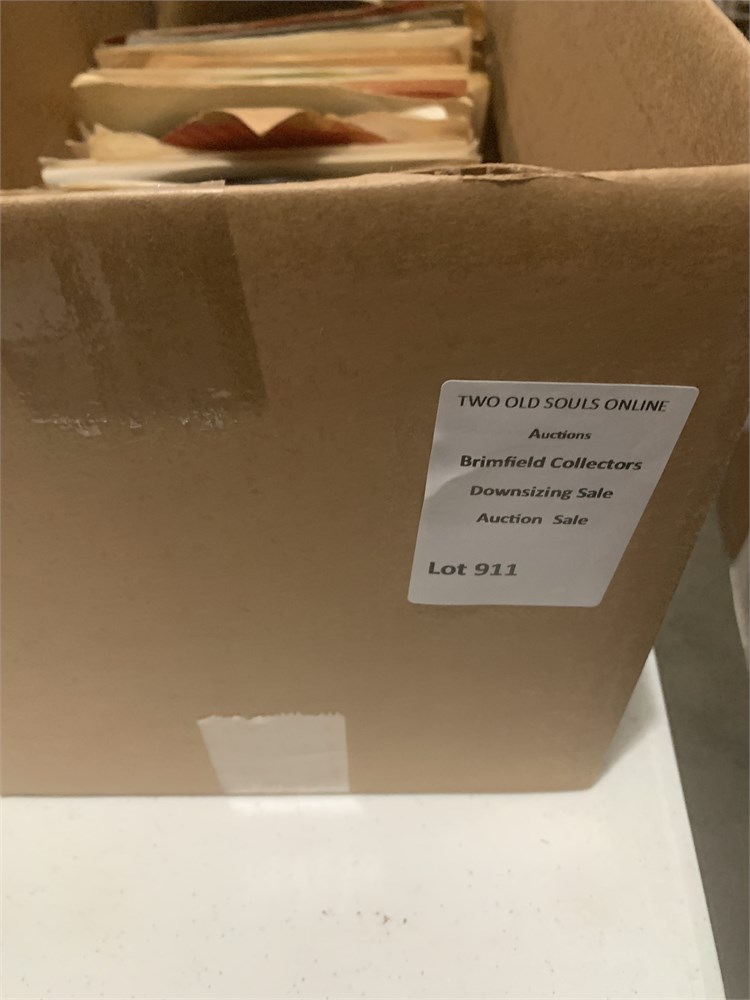 TWO OLD SOULS ONLINE
Auctions
Brimfield Collectors
Downsizing Sale
Auction Sale
Lot 911